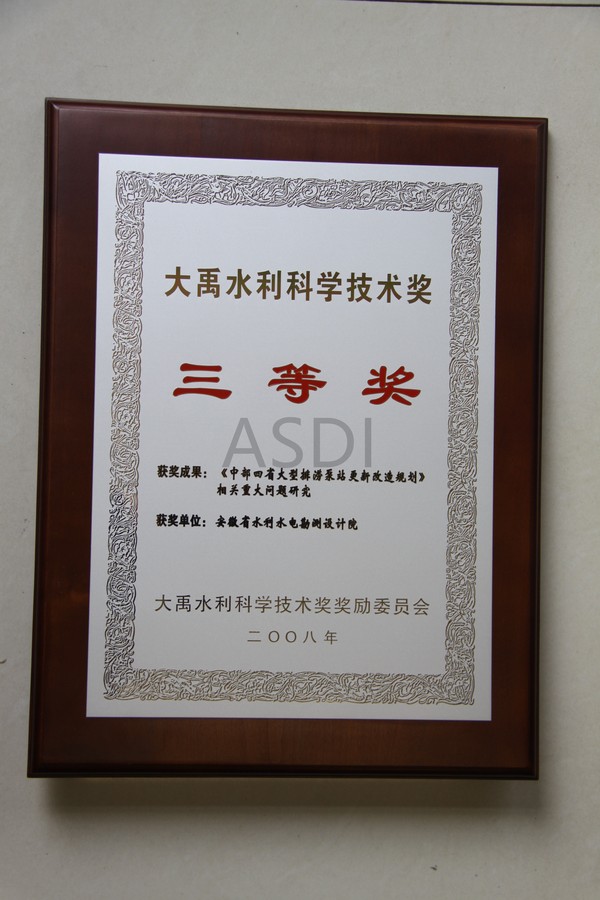 大禹水利科学技术奖
三等奖
ASDI
获奖成果：《中部四省大型排涝泵站更新改造规划》
相关重大问题研究
获奖单位：安徽省水利水电勘测设计院
大禹水利科学技术奖奖励委员会
二〇〇八年